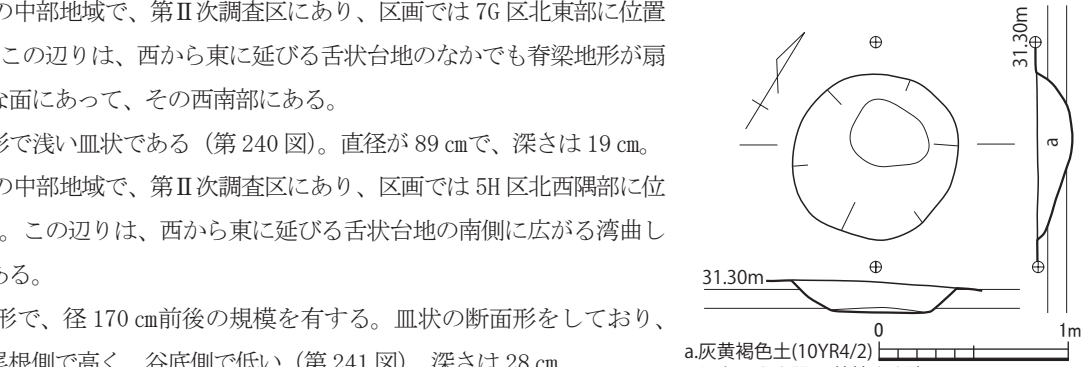 の中部地域で、第Ⅱ次調査区にあり、区画では 7G 区北東部に位置
この辺りは、西から東に延びる舌状台地のなかでも脊梁地形が扇
な面にあって、その西南部にある。
形で浅い皿状である（第 240 図）。直径が 89 ㎝で、深さは 19 ㎝。
の中部地域で、第Ⅱ次調査区にあり、区画では 5H 区北西隅部に位
。この辺りは、西から東に延びる舌状台地の南側に広がる湾曲し
ある。
形で、径 170 ㎝前後の規模を有する。皿状の断面形をしており、
尾根側で高く、谷底側で低い（第 241 図）。深さは 28 ㎝
31.30m
a
31.30m
0 1m
a.灰黄褐色土(10YR4/2)